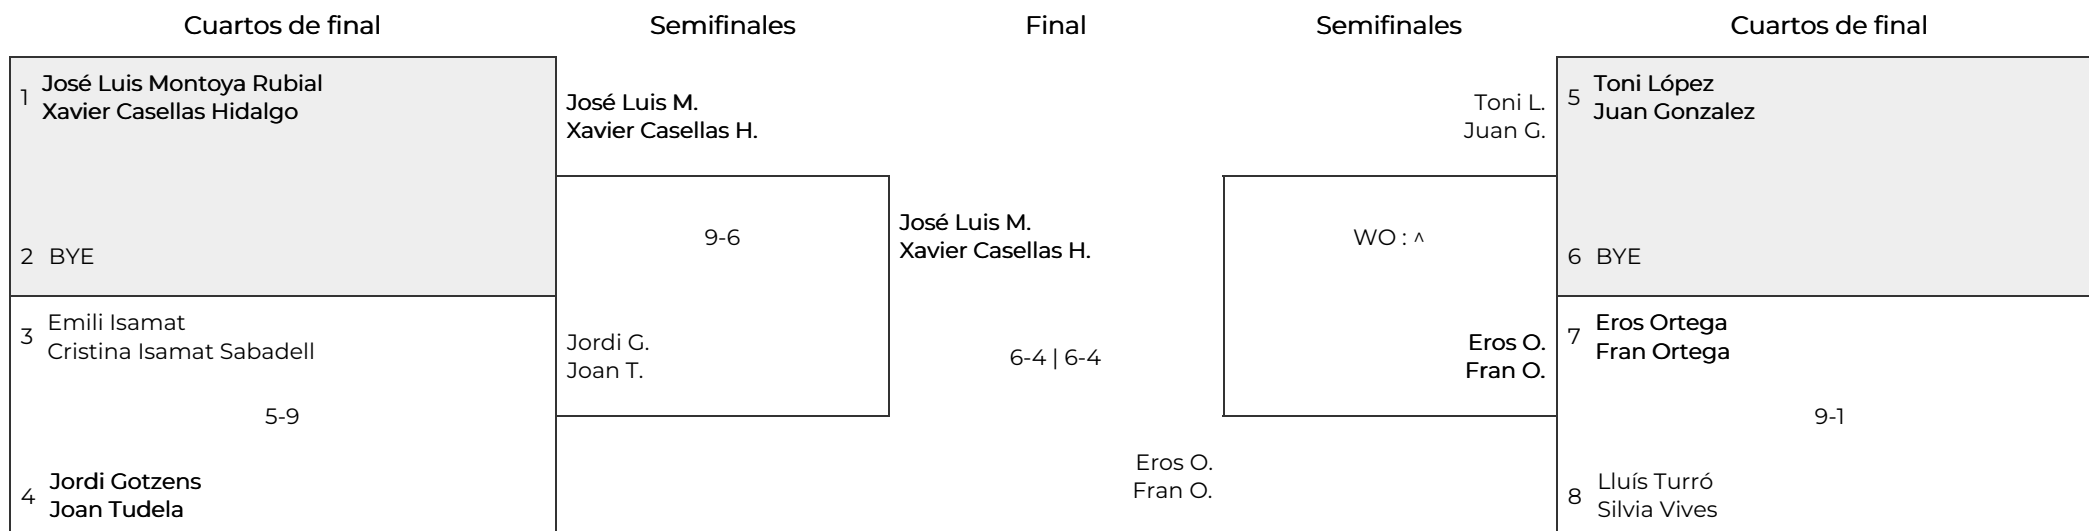 Cuartos de final
Semifinales
Final
Semifinales
Cuartos de final
1
José Luis Montoya Rubial
Xavier Casellas Hidalgo
2 BYE
3
Emili Isamat
Cristina Isamat Sabadell
5-9
4
Jordi Gotzens
Joan Tudela
José Luis M.
Xavier Casellas H.
9-6
Jordi G.
Joan T.
José Luis M.
Xavier Casellas H.
6-4 | 6-4
Eros O.
Fran O.
Toni L.
Juan G.
WO : ^
Eros O.
Fran O.
5
Toni López
Juan Gonzalez
6 BYE
7
Eros Ortega
Fran Ortega
9-1
8
Lluís Turró
Silvia Vives